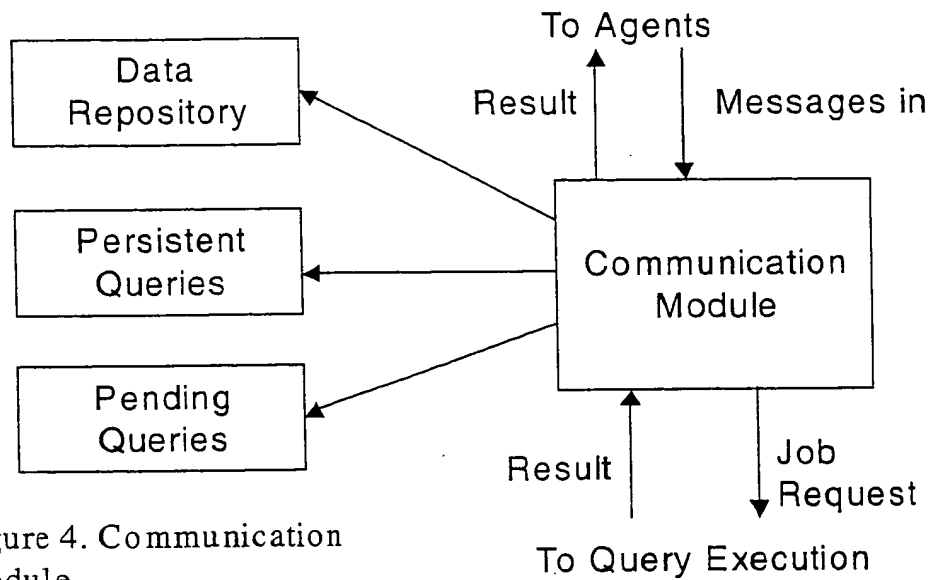 To Agents
Data
Repository
Result
Messages in
Persistent
Queries
Communication
Module
Pending
Queries
Result
Job
Request
To Query Execution
gure 4. Communication